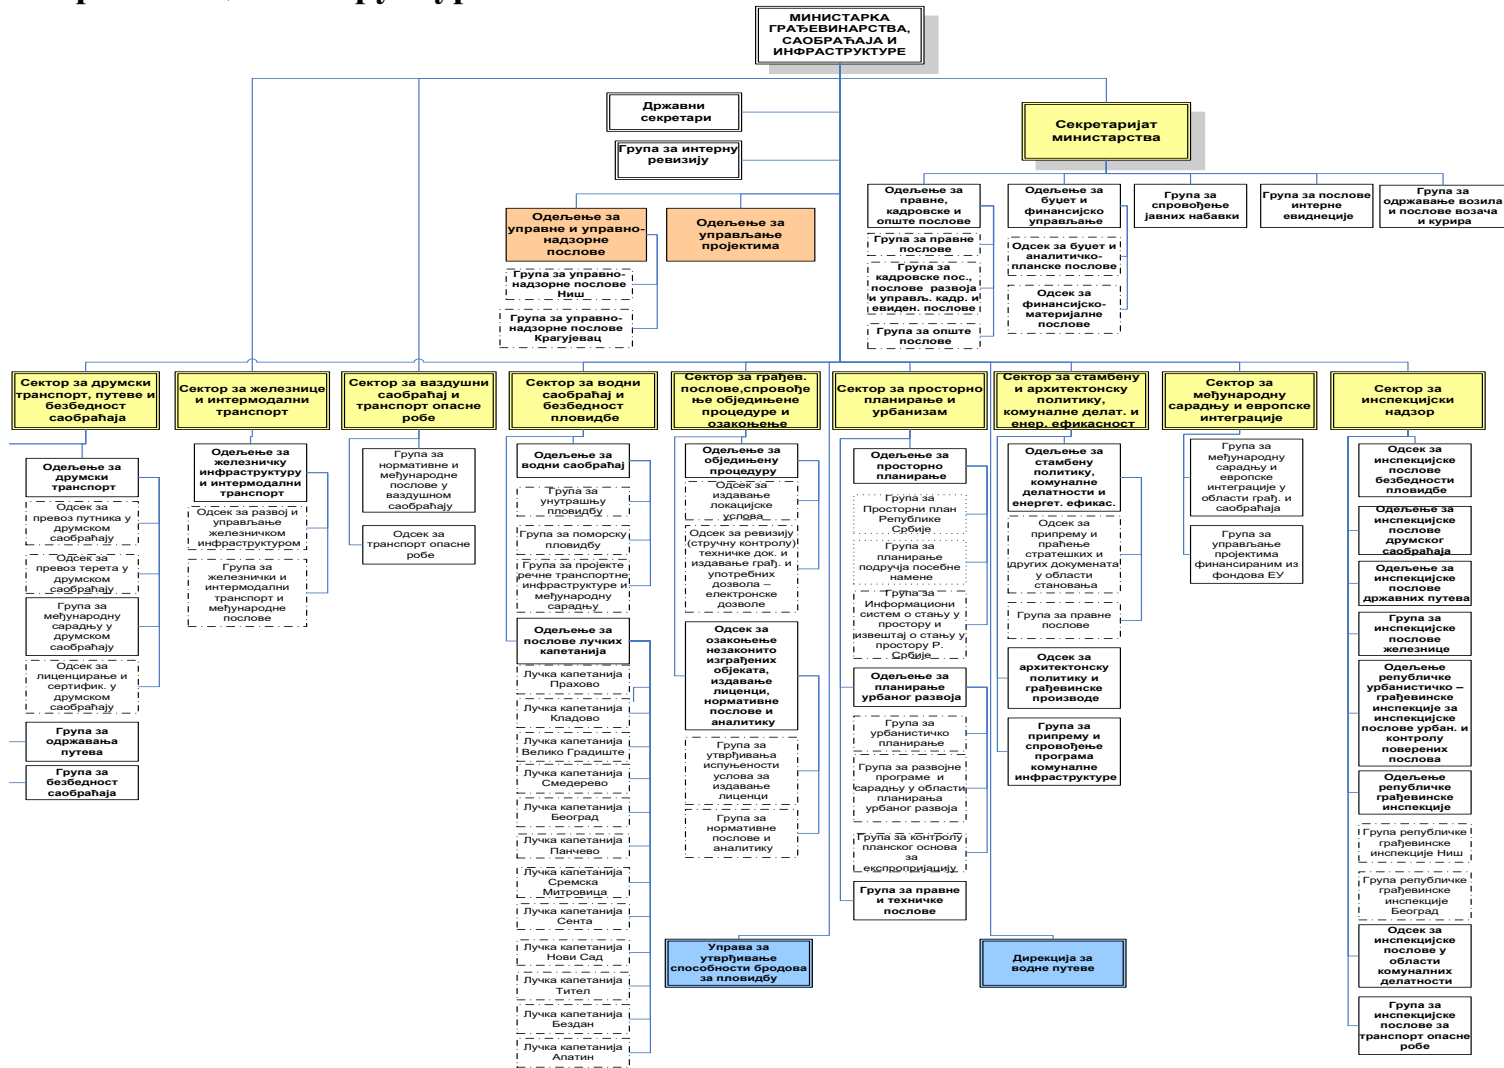 МИНИСТАРКА
ГРАЂЕВИНАРСТВА,
САОБРАЋАЈА И
ИНФРАСТРУКТУРЕ
Државни
секретари
Група за интерну
ревизију
Секретаријат
министарства
Одељење за
правне,
кадровске и
опште послове
Група за правне
послове
Група за
кадровске пос.,
послове развоја
и управљ. кадр. и
евиден. послове
Група за опште
послове
Одељење за
буџет и
финансијско
управљање
Одсек за буџет и
аналитичко-
планске послове
Одсек за
финансијско-
материјалне
послове
Група за
спровођење
јавних набавки
Група за послове
интерне
евиднеције
Група за
одржавање возила
и послове возача
и курира
Одељење за
управне и управно-
надзорне
послове
Група за управно-
надзорне послове
Ниш
Група за управно-
надзорне послове
Крагујевац
Одељење за
управљање
пројектима
Сектор за друмски
транспорт, путеве и
безбедност
саобраћаја
Одељење за
друмски
транспорт
Одсек за
превоз путника у
друмском
саобраћају
Одсек за
превоз терета у
друмском
саобраћају
Група за
међународну
сарадњу у
друмском
саобраћају
Одсек за
лиценцирање и
сертифик. у
друмском
саобраћају
Група за
одржавања
путева
Група за
безбедност
саобраћаја
Сектор за железнице
и интермодални
транспорт
Одељење за
железничку
инфраструктуру
и интермодални
транспорт
Одсек за развој и
управљање
железничком
инфраструктуром
Група за
железнички и
интермодални
транспорт и
међународне
послове
Сектор за ваздушни
саобраћај и
транспорт опасне
робе
Група за
нормативне и
међународне
послове у
ваздушном
саобраћају
Одсек за
транспорт опасне
робе
Сектор за водни
саобраћај и
безбедност
пловидбе
Одељење за
водни саобраћај
Група за
унутрашњу
пловидбу
Група за поморску
пловидбу
Група за пројекте
речне транспортне
инфраструктуре и
међународну
сарадњу
Одељење за
послове лучких
капетанија
Лучка капетанија
Прахово
Лучка капетанија
Кладово
Лучка капетанија
Велико Градиште
Лучка капетанија
Смедерево
Лучка капетанија
Београд
Лучка капетанија
Панчево
Лучка капетанија
Сремска
Митровица
Лучка капетанија
Сента
Лучка капетанија
Нови Сад
Лучка капетанија
Тител
Лучка капетанија
Бездан
Лучка капетанија
Апатин
Сектор за грађев.
послове,спровође
ње обједињене
процедуре и
озакоњење
Одељење за
обједињену
процедуру
Одсек за
издавање
локацијске
услова
Одсек за ревизију
(стручну контролу)
техничке док. и
издавање грађ. и
употребних
дозвола –
електронске
дозволе
Одсек за
озакоњење
незаконито
изграђених
објеката,
издавање
лиценци,
нормативне
послове и
аналитику
Група за
утврђивања
испуњености
услова за
издавање
лиценци
Група за
нормативне
послове и
аналитику
Сектор за просторно
планирање и
урбанизам
Одељење за
просторно
планирање
Група за
Просторни план
Републике
Србије
Група за
планирање
подручја посебне
намене
Група за
Информациони
систем о стању у
простору и
извештај о стању у
простору Р.
Србије
Одељење за
планирање
урбаног развоја
Група за
урбанистичко
планирање
Група за развојне
програме и
сарадњу у области
планирања
урбаног развоја
Група за контролу
планског основа
за
експропријацију
Група за правне
и техничке
послове
Сектор за стамбену
и архитектонску
политику,
комуналне делат. и
енер. ефикасност
Одељење за
стамбену
политику,
комуналне
делатности и
енергет. ефикас.
Одсек за
припрему и
праћење
стратешких и
других докумената
у области
становања
Група за правне
послове
Одсек за
архитектонску
политику и
грађевинске
производе
Група за
припрему и
спровођење
програма
комуналне
инфраструктуре
Сектор за
међународну
сарадњу и европске
интеграције
Група за
међународну
сарадњу и
европске
интеграције у
области грађ. и
саобраћаја
Група за
управљање
пројектима
финансираним из
фондова ЕУ
Сектор за
инспекцијски
надзор
Одсек за
инспекцијске
послове
безбедности
пловидбе
Одељење за
инспекцијске
послове
друмског
саобраћаја
Одељење за
инспекцијске
послове
државних путева
Група за
инспекцијске
послове
железнице
Одељење
републичке
урбанистичко –
грађевинске
инспекције за
инспекцијске
послове урбан. и
контролу
поверених
послова
Одељење
републичке
грађевинске
инспекције
Група републичке
грађевинске
инспекције Ниш
Група републичке
грађевинске
инспекције
Београд
Одсек за
инспекцијске
послове у
области
комуналних
делатности
Група за
инспекцијске
послове за
транспорт опасне
робе
Управа за
утврђивање
способности бродова
за пловидбу
Дирекција за
водне путеве